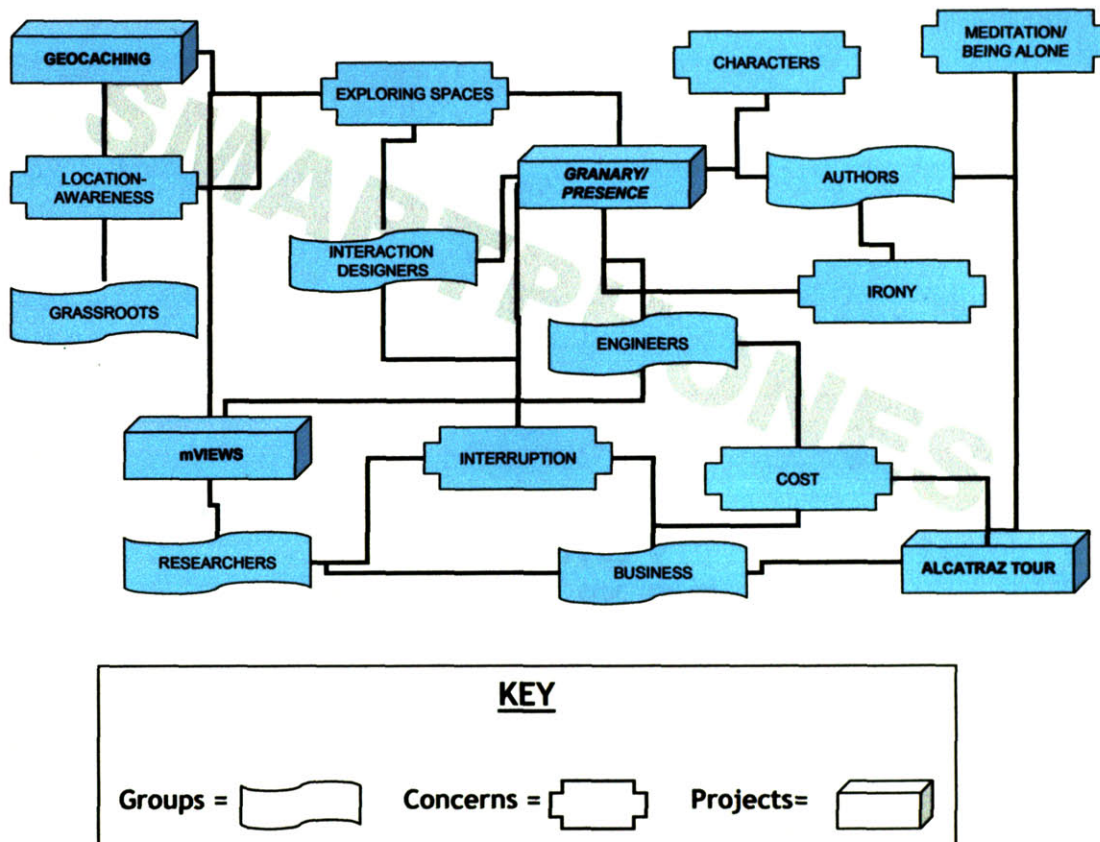 GEOCACHING
MEDITATION/
BEING ALONE
CHARACTERS
EXPLORING SPACES
SMARTPHONES
LOCATION-
AWARENESS
GRANARY/
PRESENCE
AUTHORS
INTERACTION
DESIGNERS
GRASSROOTS
IRONY
ENGINEERS
mVIEWS
INTERRUPTION
COST
RESEARCHERS
BUSINESS
ALCATRAZ TOUR
KEY
Groups =
Concerns =
Projects=